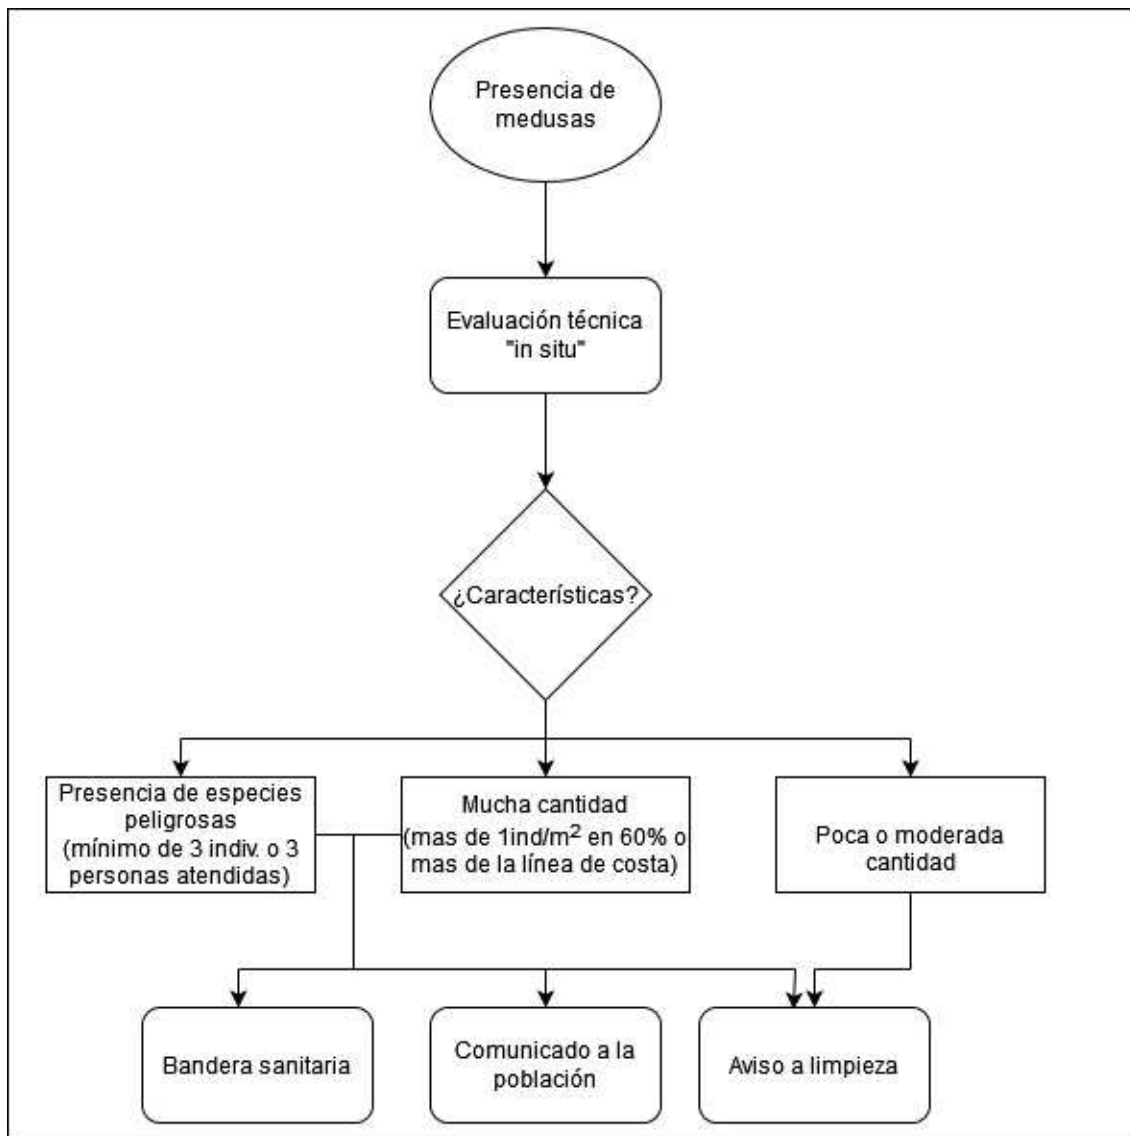 Presencia de
medusas
Evaluación técnica
"in situ"
¿Características?
Presencia de especies
peligrosas
(mínimo de 3 indiv. o 3
personas atendidas)
Mucha cantidad
(mas de 1ind/m² en 60% o
mas de la línea de costa)
Poca o moderada
cantidad
Bandera sanitaria
Comunicado a la
población
Aviso a limpieza